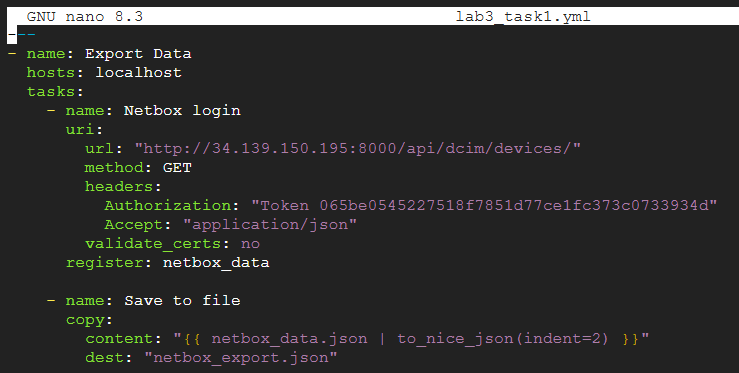 GNU nano 8.3 lab3_task1.yml
---
- name: Export Data
  hosts: localhost
  tasks:
    - name: Netbox login
      uri:
        url: "http://34.139.150.195:8000/api/dcim/devices/"
        method: GET
        headers:
          Authorization: "Token 065be0545227518f7851d77ce1fc373c0733934d"
          Accept: "application/json"
        validate_certs: no
      register: netbox_data

    - name: Save to file
      copy:
        content: "{{ netbox_data.json | to_nice_json(indent=2) }}"
        dest: "netbox_export.json"